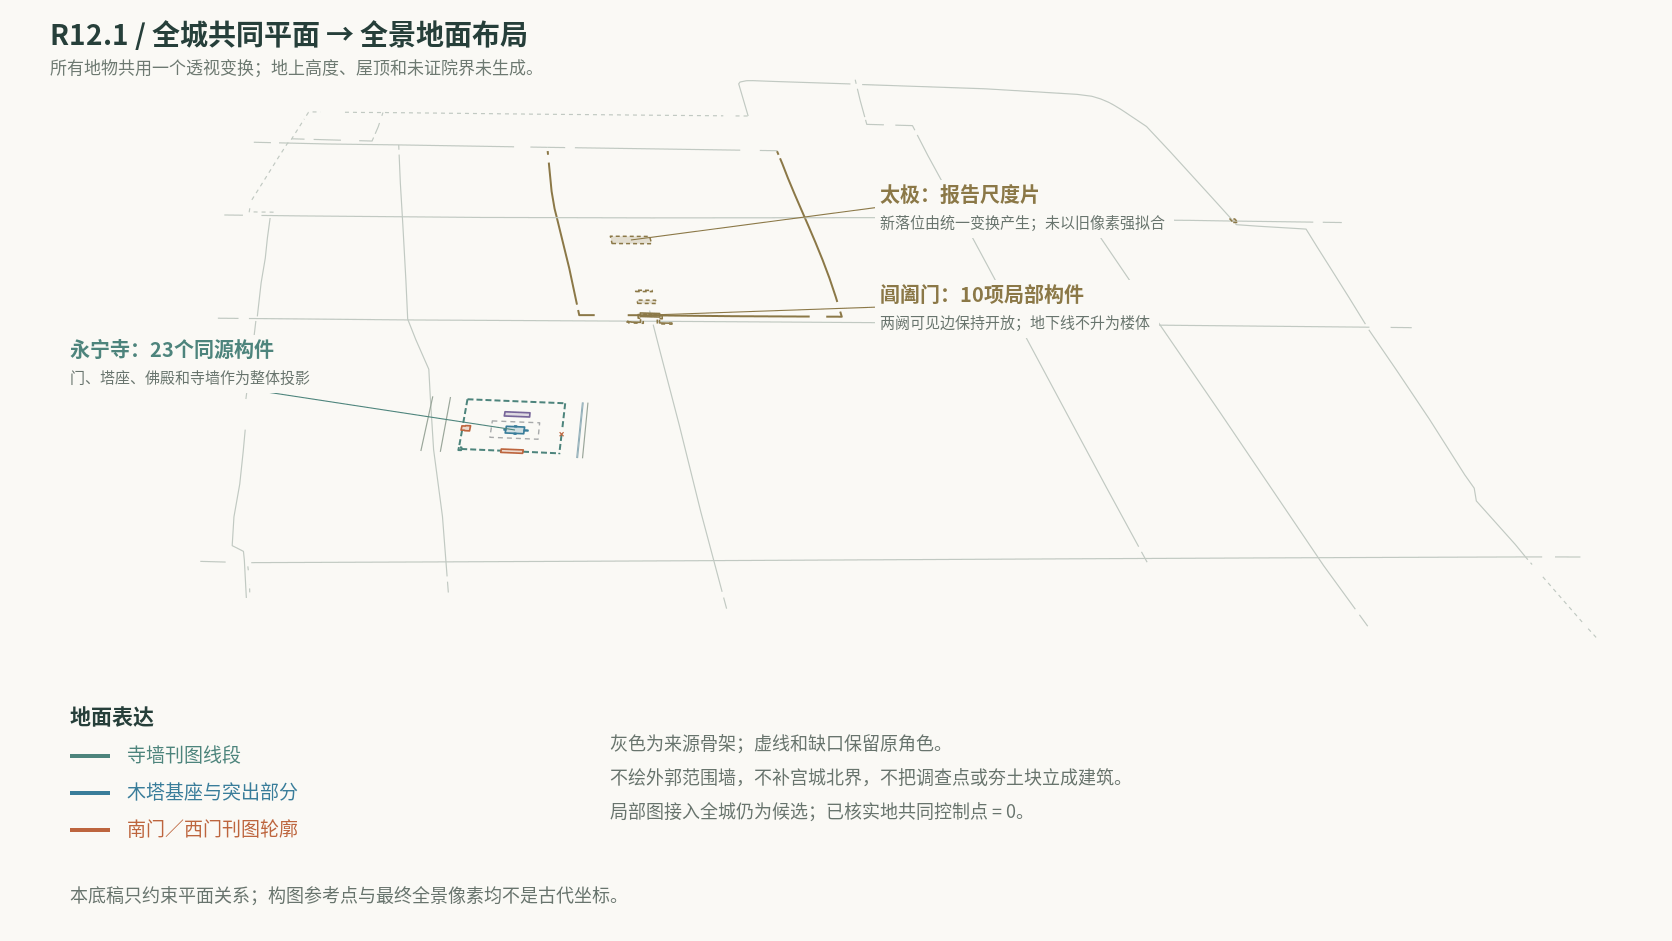 R12.1 / 全城共同平面 → 全景地面布局
所有地物共用一个透视变换；地上高度、屋顶和未证院界未生成。
太极：报告尺度片
新落位由统一变换产生；未以旧像素强拟合
阊阖门：10项局部构件
两阙可见边保持开放；地下线不升为楼体
永宁寺：23个同源构件
门、塔座、佛殿和寺墙作为整体投影
地面表达
寺墙刊图线段
木塔基座与突出部分
南门／西门刊图轮廓
灰色为来源骨架；虚线和缺口保留原角色。
不绘外郭范围墙，不补宫城北界，不把调查点或夯土块立成建筑。
局部图接入全城仍为候选；已核实地共同控制点 = 0。
本底稿只约束平面关系；构图参考点与最终全景像素均不是古代坐标。